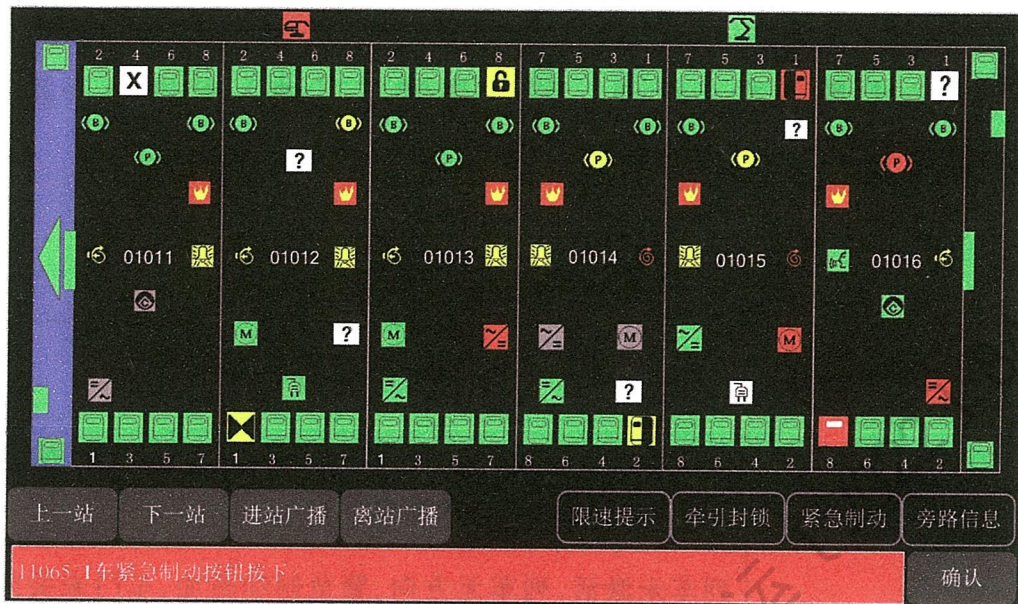 2 4 6 8 2 4 6 8 2 4 6 8 7 5 3 1 7 5 3 1 7 5 3 1
X ?
B B B B B B B B B ? B B
P ? P P P P
01011 01012 01013 01014 01015 01016
C C
M ? M M M
?
1 3 5 7 1 3 5 7 1 3 5 7 8 6 4 2 8 6 4 2 8 6 4 2
上一站 下一站 进站广播 离站广播 限速提示 牵引封锁 紧急制动 旁路信息
11065 1车紧急制动按钮按下 确认